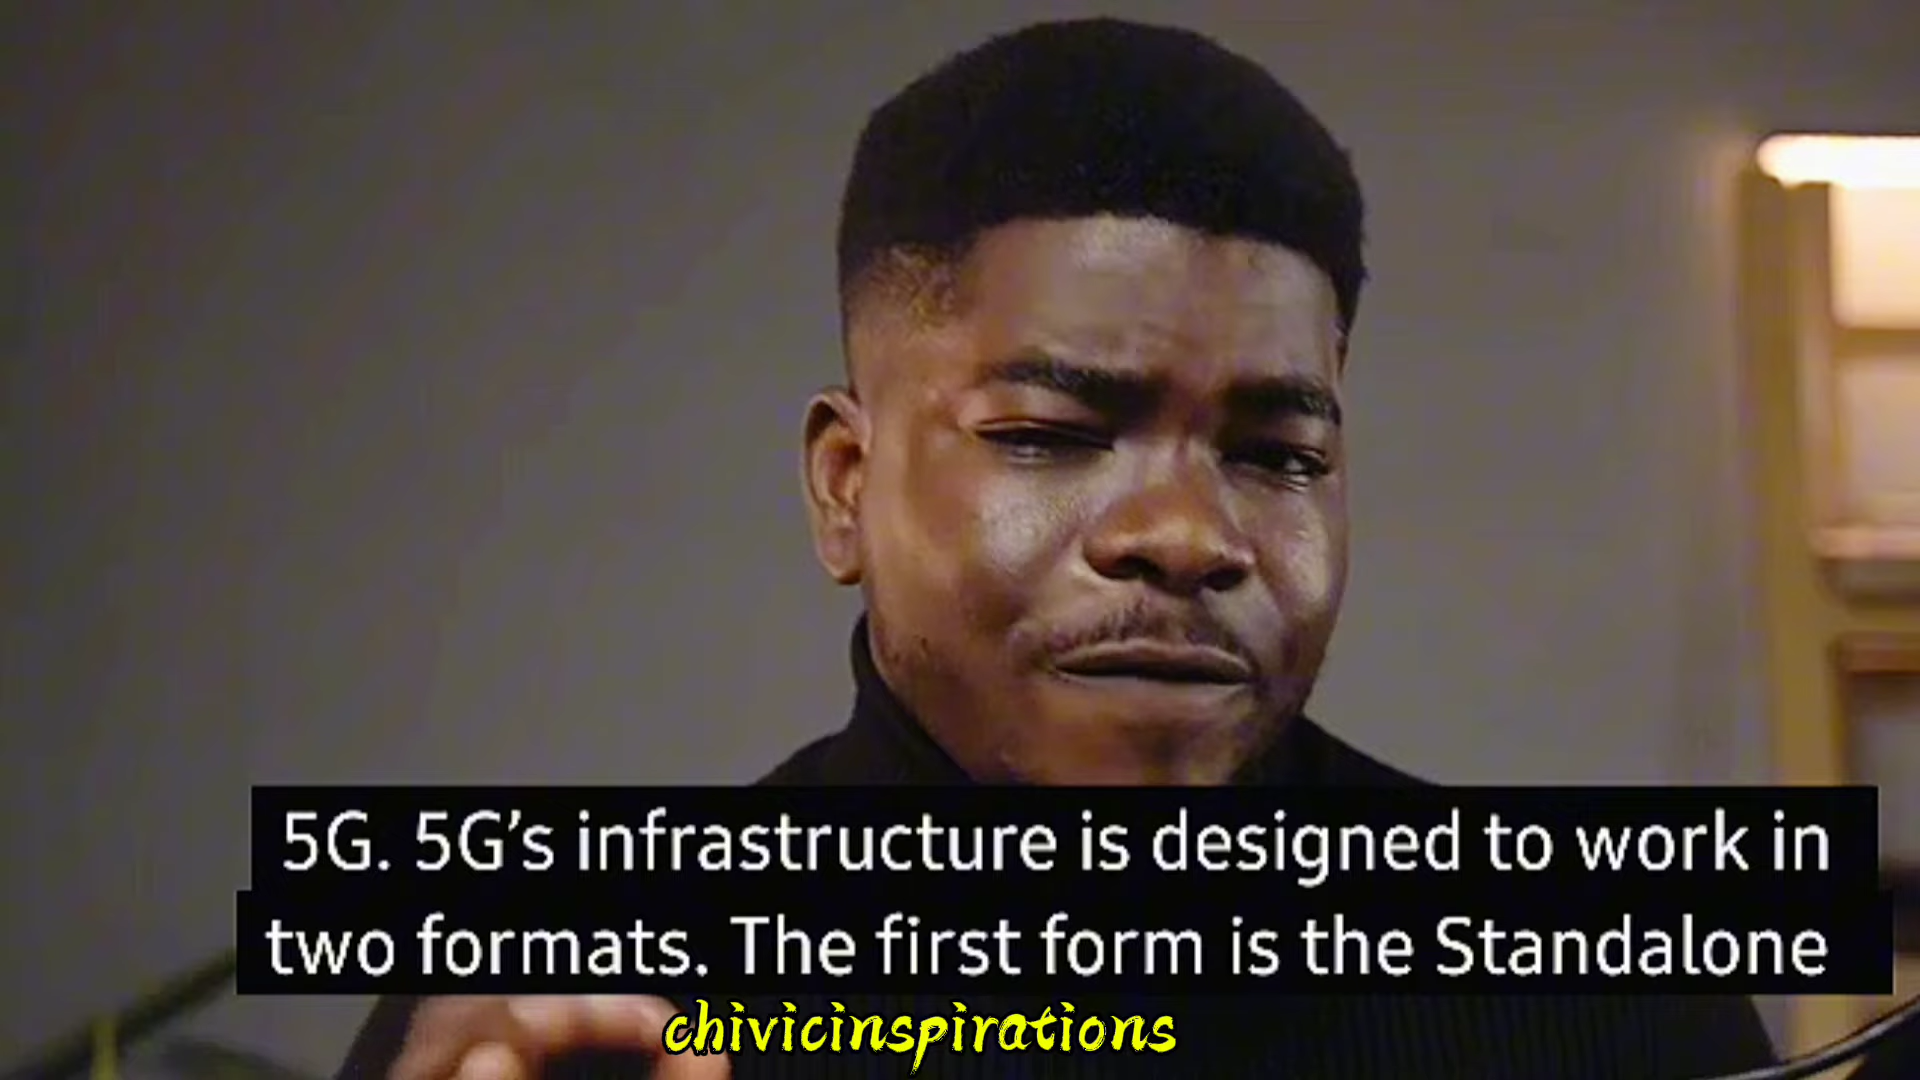 5G. 5G’s infrastructure is designed to work in
two formats. The first form is the Standalone
chivicinspirations